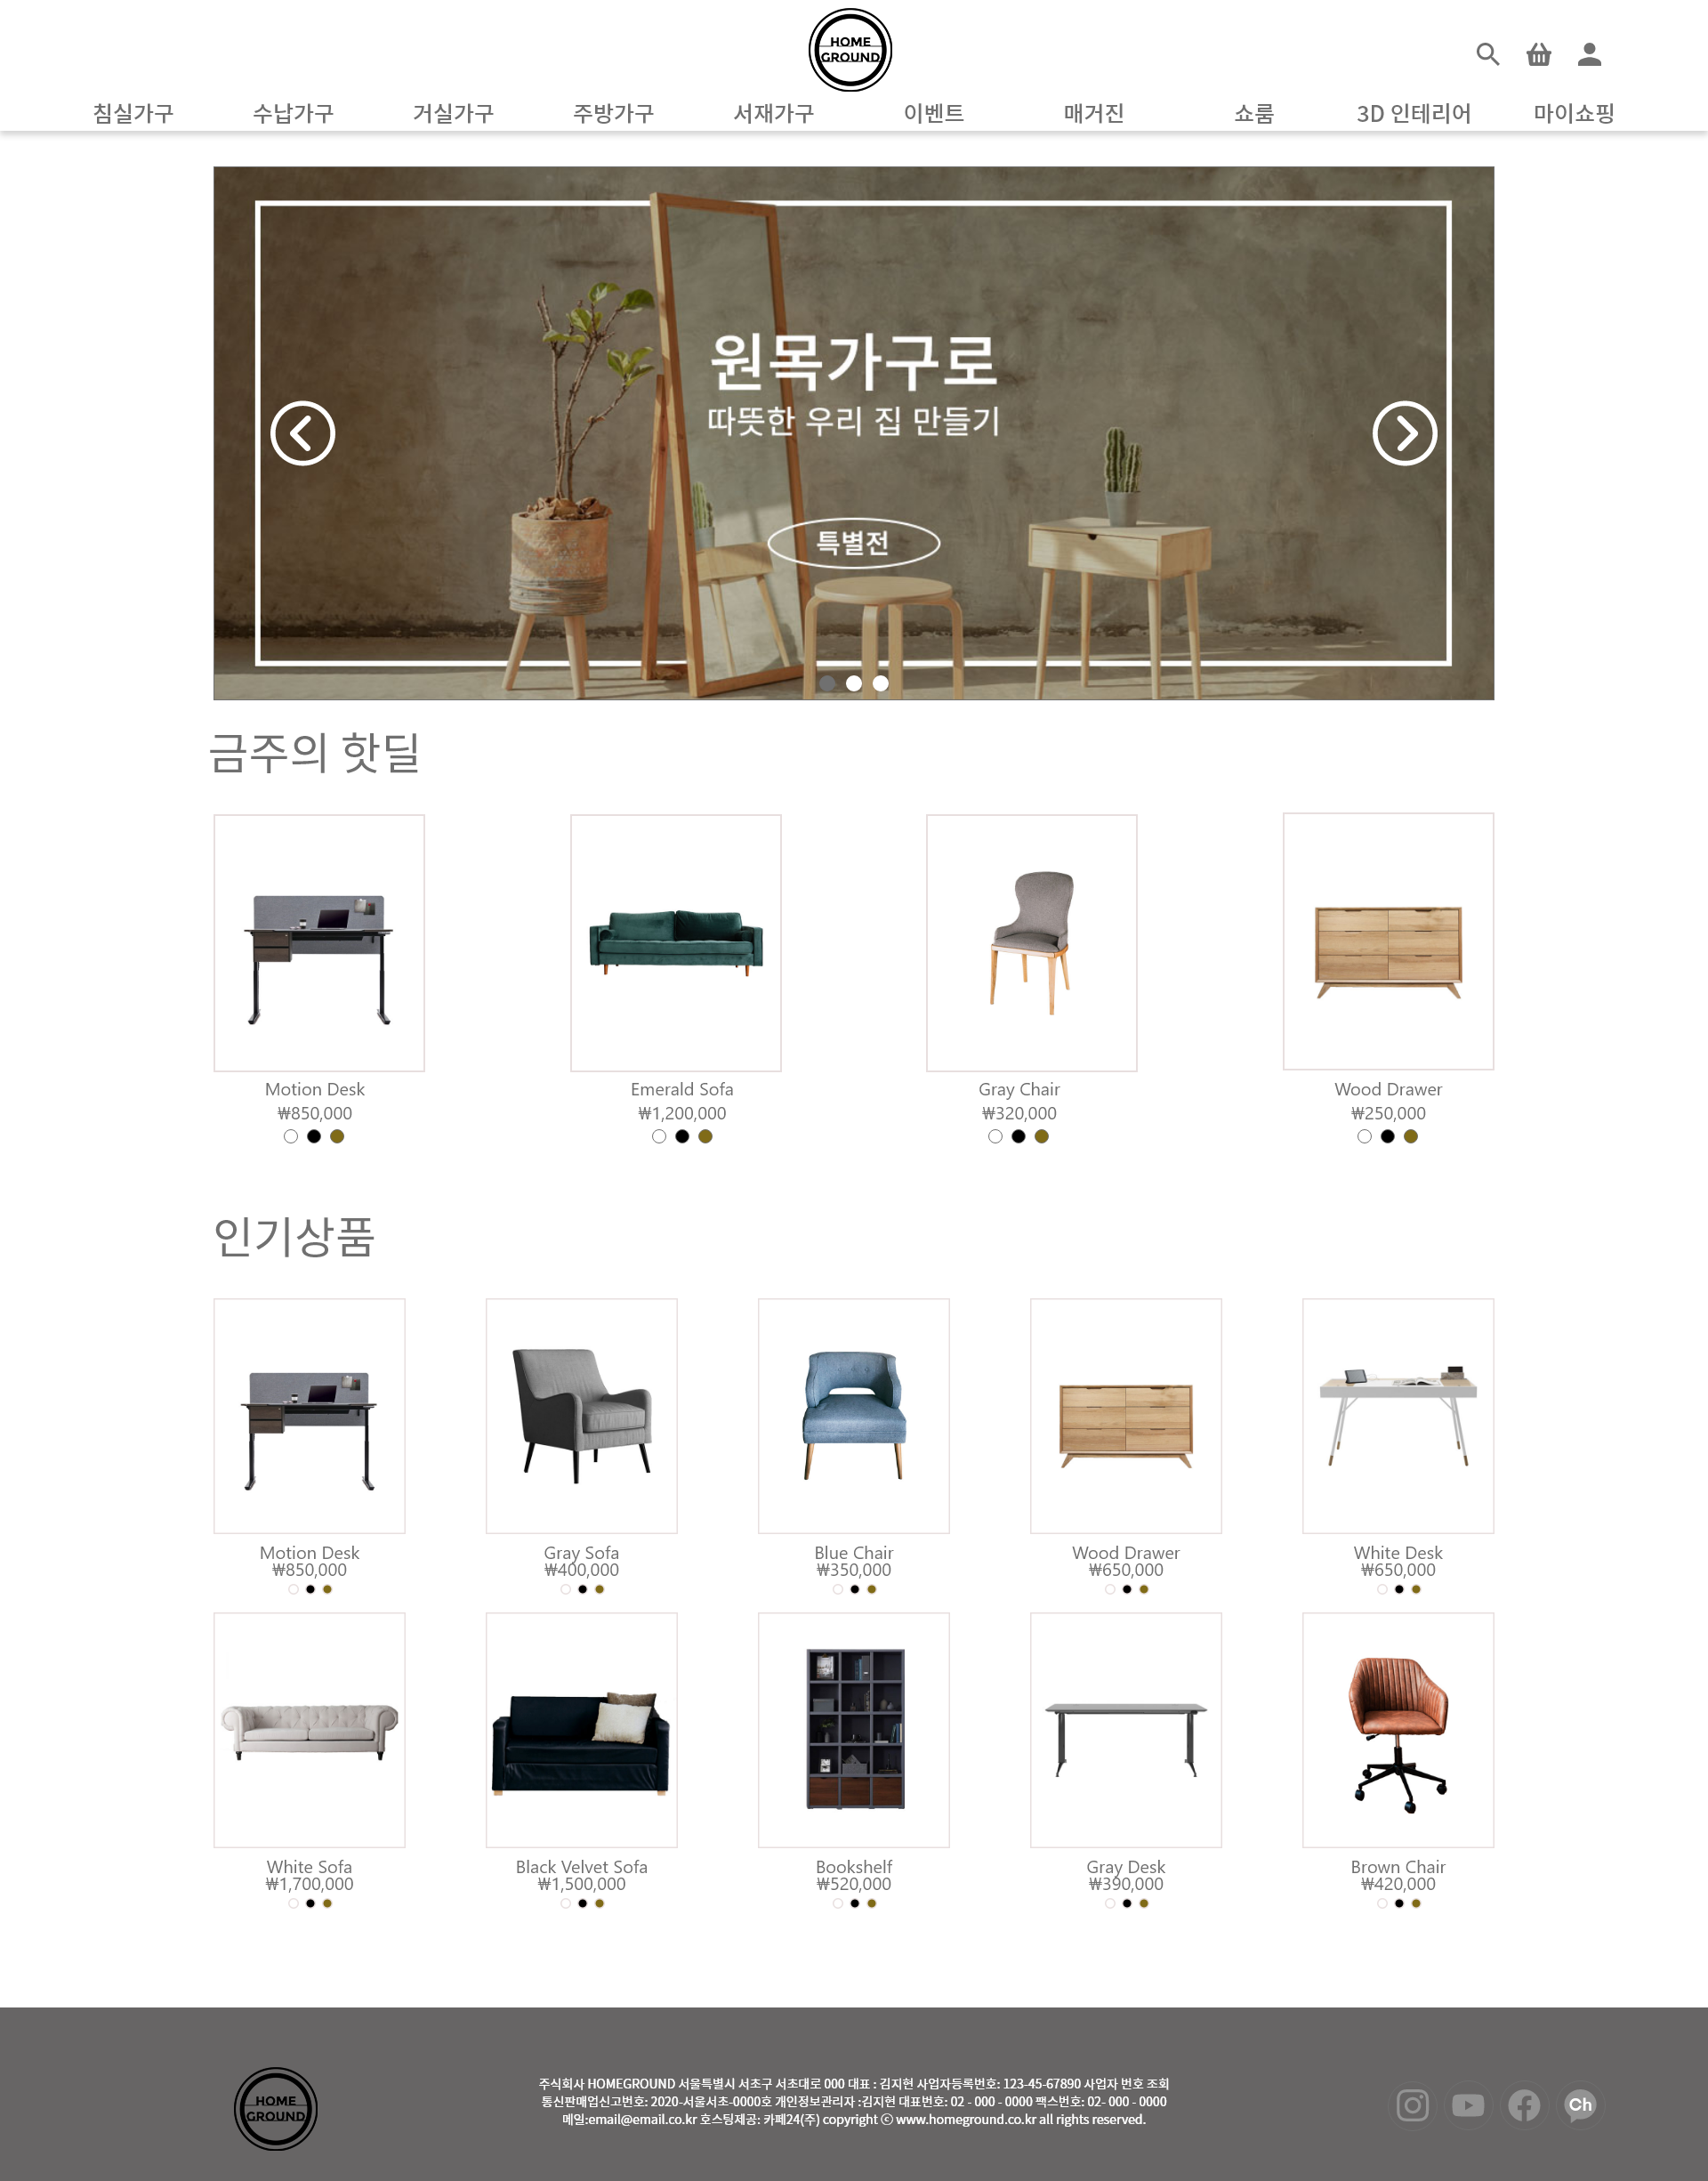 HOME
GROUND
침실가구 수납가구 거실가구 주방가구 서재가구 이벤트 매거진 쇼룸 3D 인테리어 마이쇼핑
원목가구로
따뜻한 우리 집 만들기
특별전
금주의 핫딜
Motion Desk Emerald Sofa Gray Chair Wood Drawer
₩850,000 ₩1,200,000 ₩320,000 ₩250,000
인기상품
Motion Desk Gray Sofa Blue Chair Wood Drawer White Desk
₩850,000 ₩400,000 ₩350,000 ₩650,000 ₩650,000
White Sofa Black Velvet Sofa Bookshelf Gray Desk Brown Chair
₩1,700,000 ₩1,500,000 ₩520,000 ₩390,000 ₩420,000
HOME
GROUND
주식회사 HOMEGROUND 서울특별시 서초구 서초대로 000 대표 : 김지현 사업자등록번호: 123-45-67890 사업자 번호 조회
통신판매업신고번호: 2020-서울서초-0000호 개인정보관리자 :김지현 대표번호: 02 - 000 - 0000 팩스번호: 02- 000 - 0000
메일:email@email.co.kr 호스팅제공: 카페24(주) copyright ⓒ www.homeground.co.kr all rights reserved.
Ch